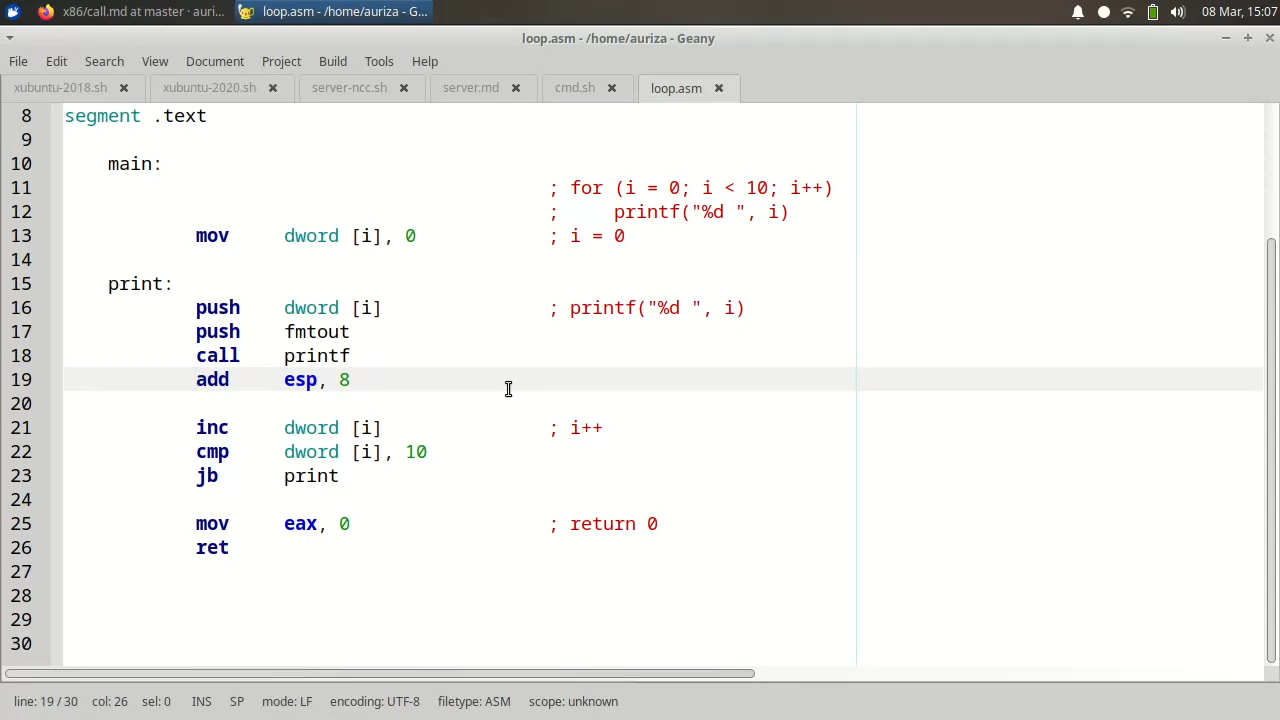 x86/call.md at master · auri... loop.asm - /home/auriza - G... 08 Mar, 15:07
loop.asm - /home/auriza - Geany
File Edit Search View Document Project Build Tools Help
xubuntu-2018.sh xubuntu-2020.sh server-ncc.sh server.md cmd.sh loop.asm
8 segment .text
9
10 main:
11 ; for (i = 0; i < 10; i++)
12 ; printf("%d ", i)
13 mov dword [i], 0 ; i = 0
14
15 print:
16 push dword [i] ; printf("%d ", i)
17 push fmtout
18 call printf
19 add esp, 8
20
21 inc dword [i] ; i++
22 cmp dword [i], 10
23 jb print
24
25 mov eax, 0 ; return 0
26 ret
27
28
29
30
line: 19 / 30 col: 26 sel: 0 INS SP mode: LF encoding: UTF-8 filetype: ASM scope: unknown